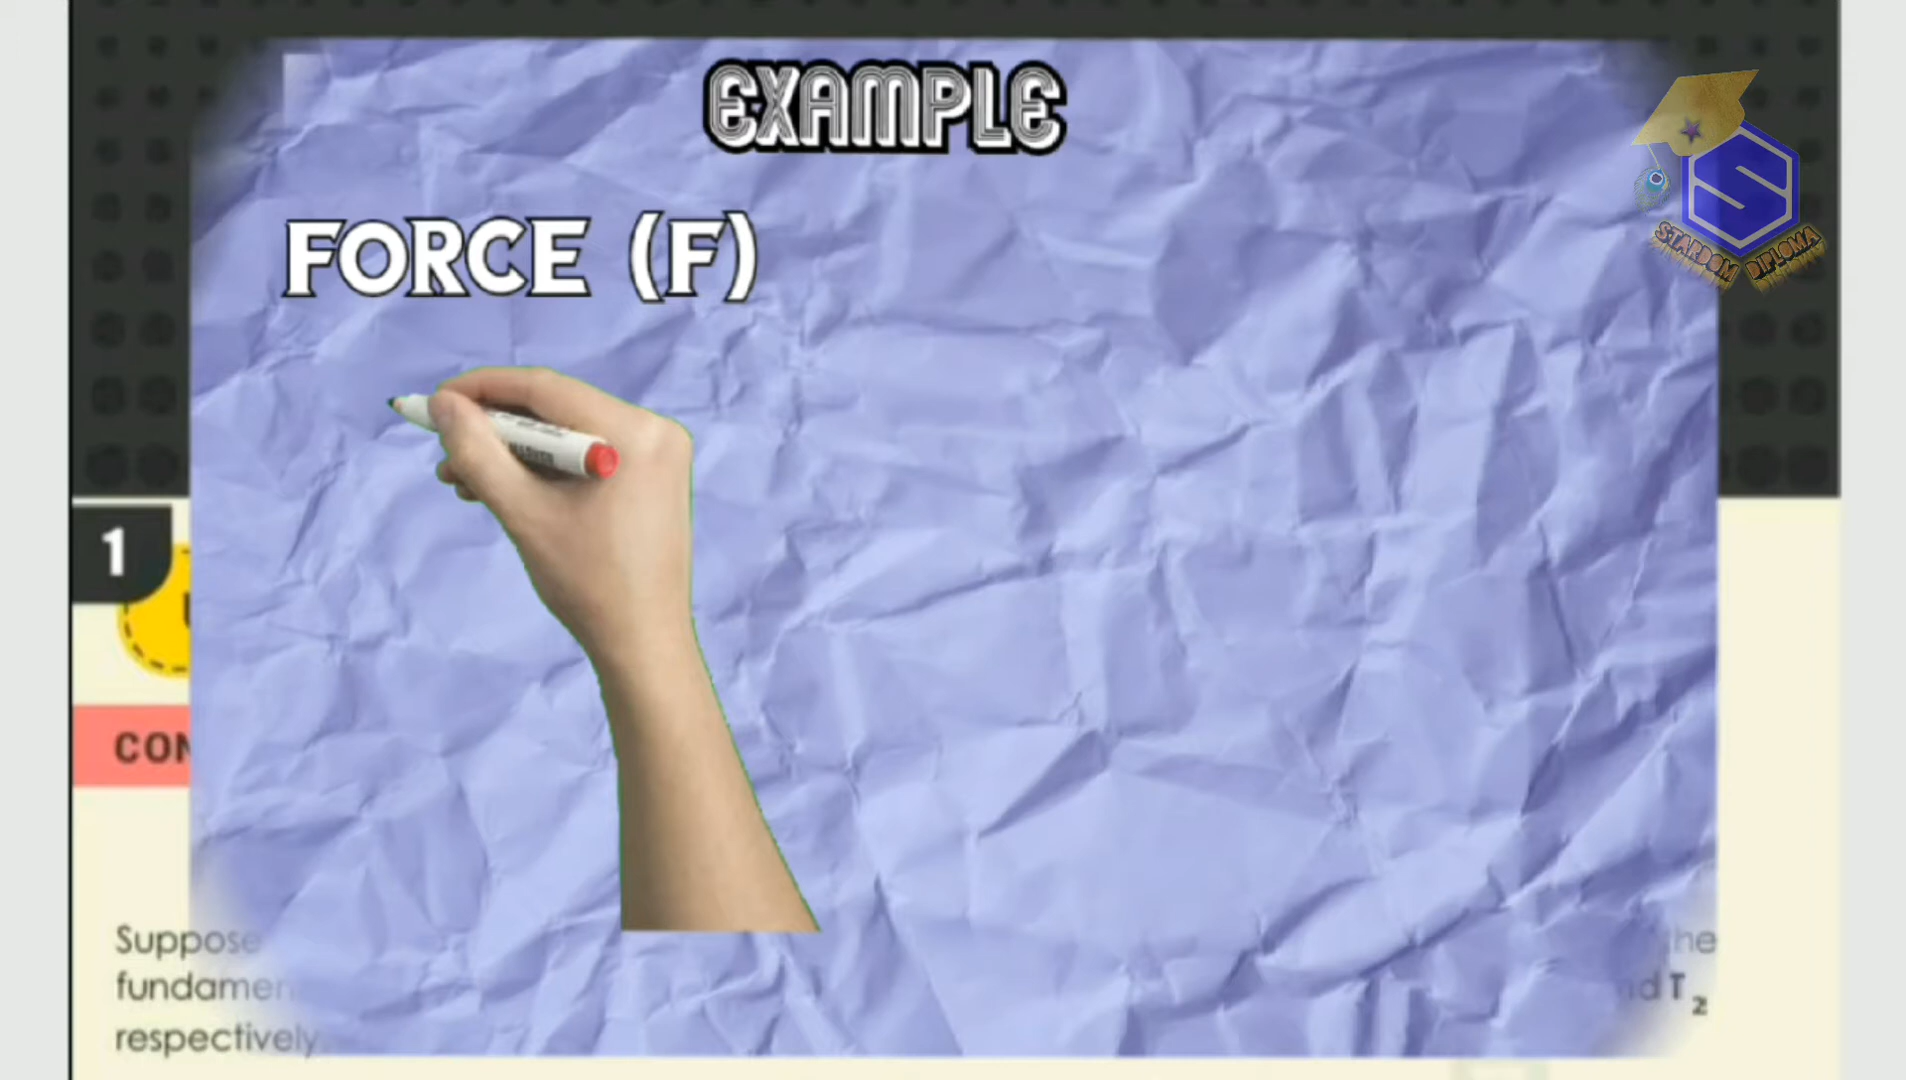 EXAMPLE
FORCE (F)
STARDOM DIPLOMA
1
CON
Suppose
the
fundamen
T2
respectively